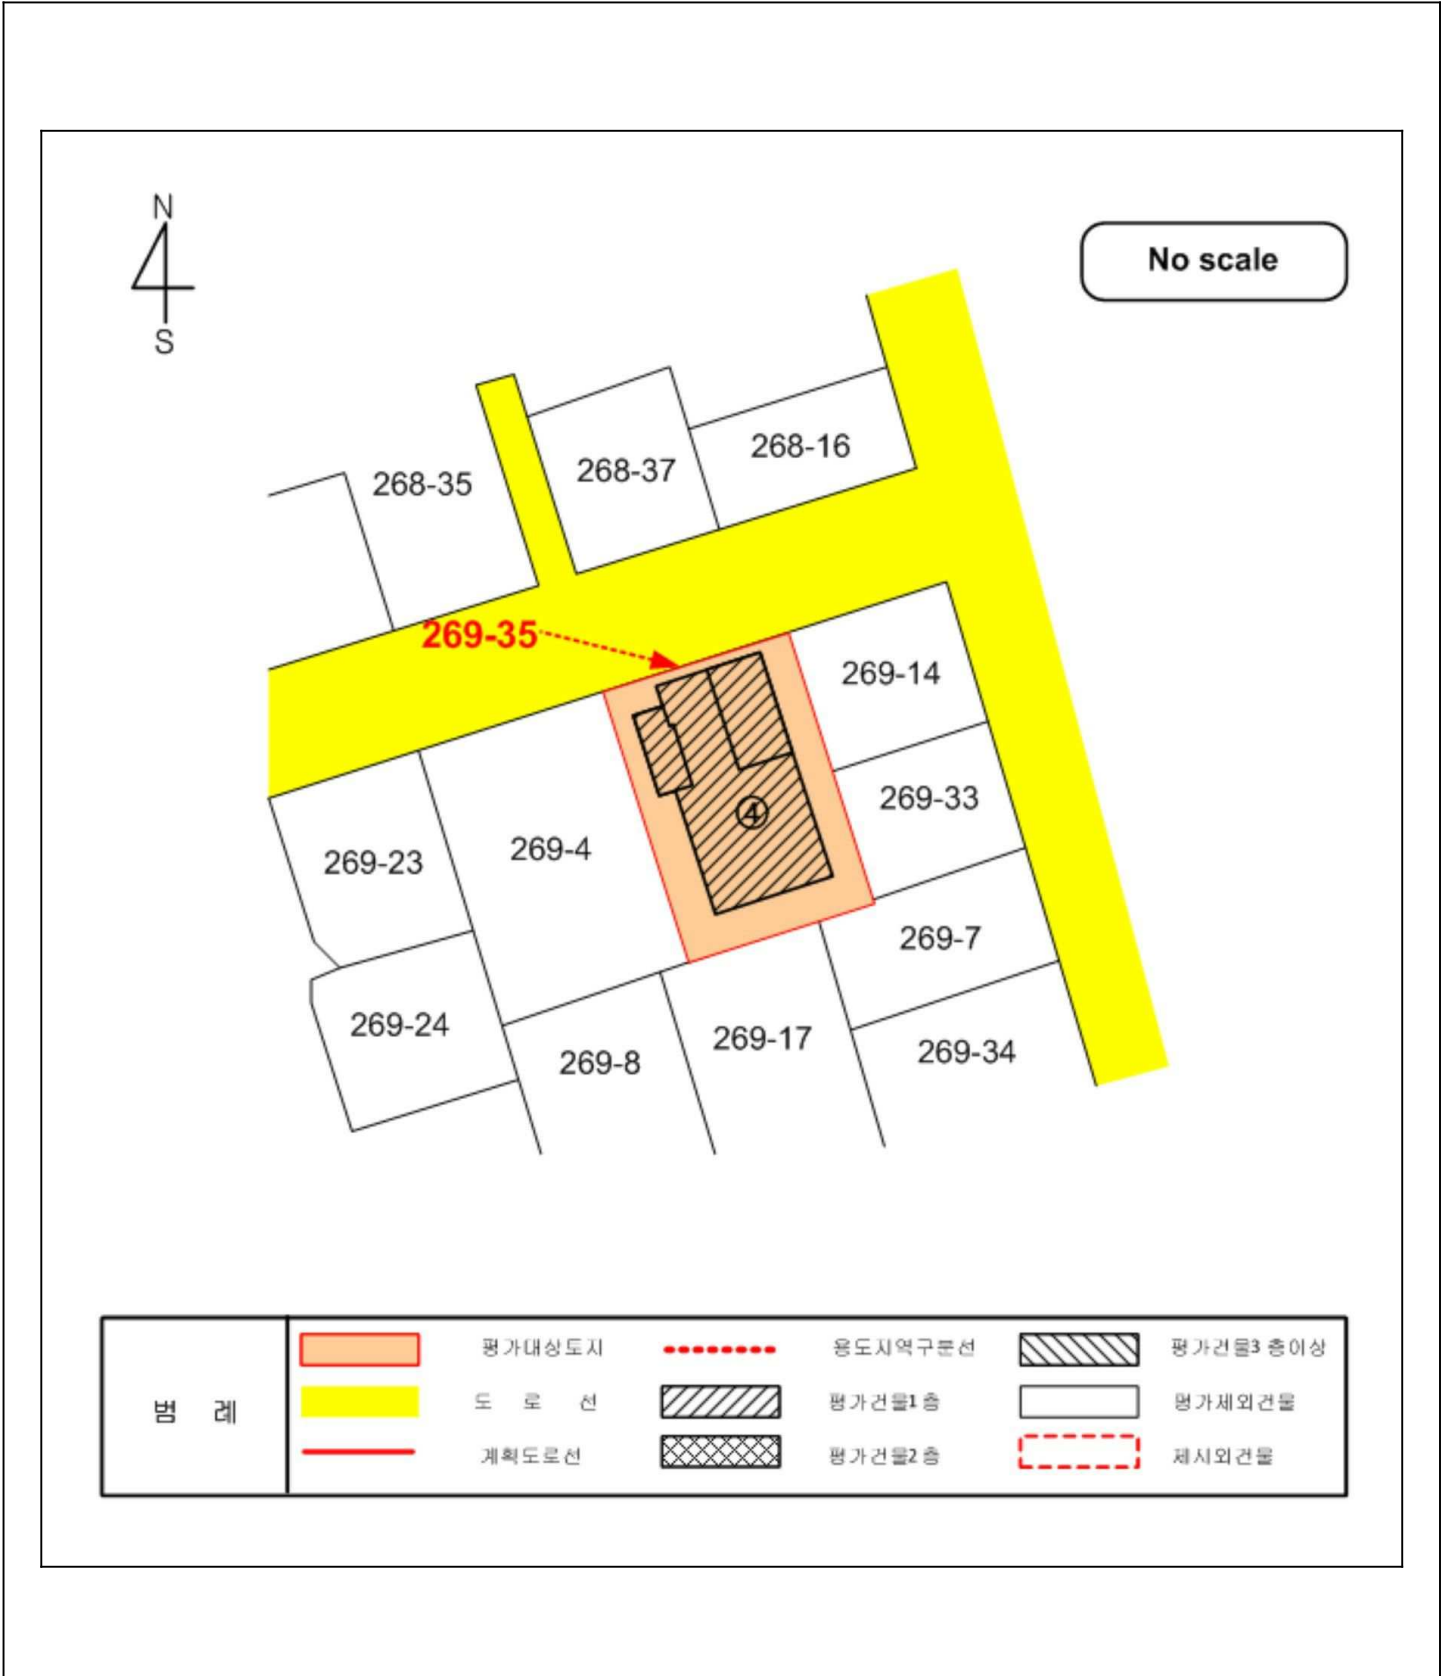 N
S
No scale
268-16
268-37
268-35
269-35
269-14
269-33
269-4
269-23
269-7
269-24
269-17
269-34
269-8
④
범 례
평가대상토지
용도지역구분선
평가건물3 층이상
도 로 선
평가건물1 층
평가제외건물
계획도로선
평가건물2 층
제시외건물